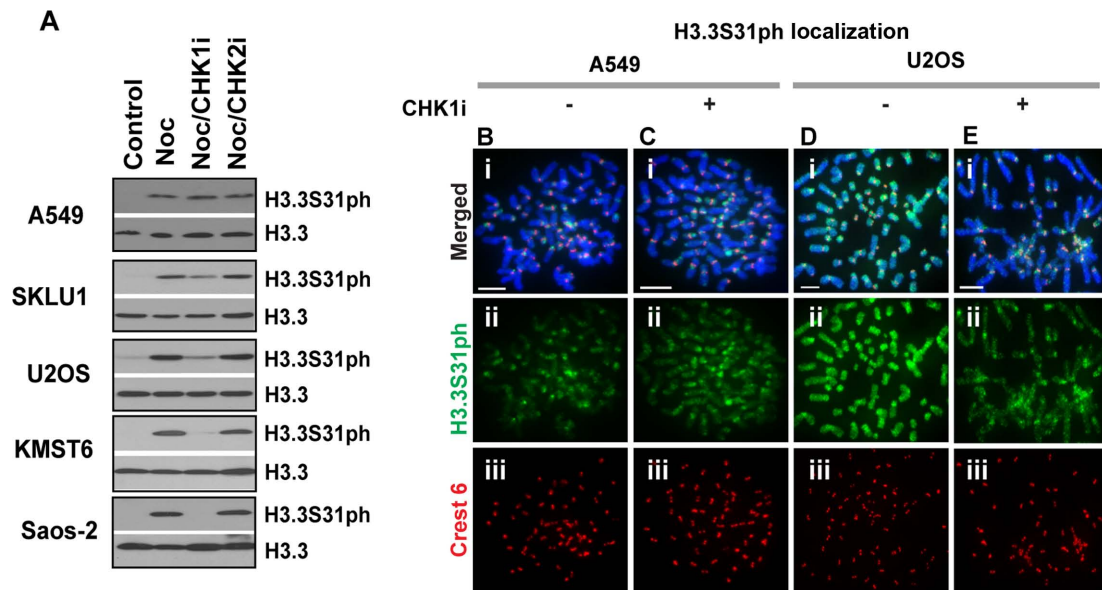 A
Control
Noc
Noc/CHK1i
Noc/CHK2i
A549
H3.3S31ph
H3.3
SKLU1
H3.3S31ph
H3.3
U2OS
H3.3S31ph
H3.3
KMST6
H3.3S31ph
H3.3
Saos-2
H3.3S31ph
H3.3
H3.3S31ph localization
A549 U2OS
CHK1i - + - +
B C D E
Merged
i i i i
H3.3S31ph
ii ii ii ii
Crest 6
iii iii iii iii